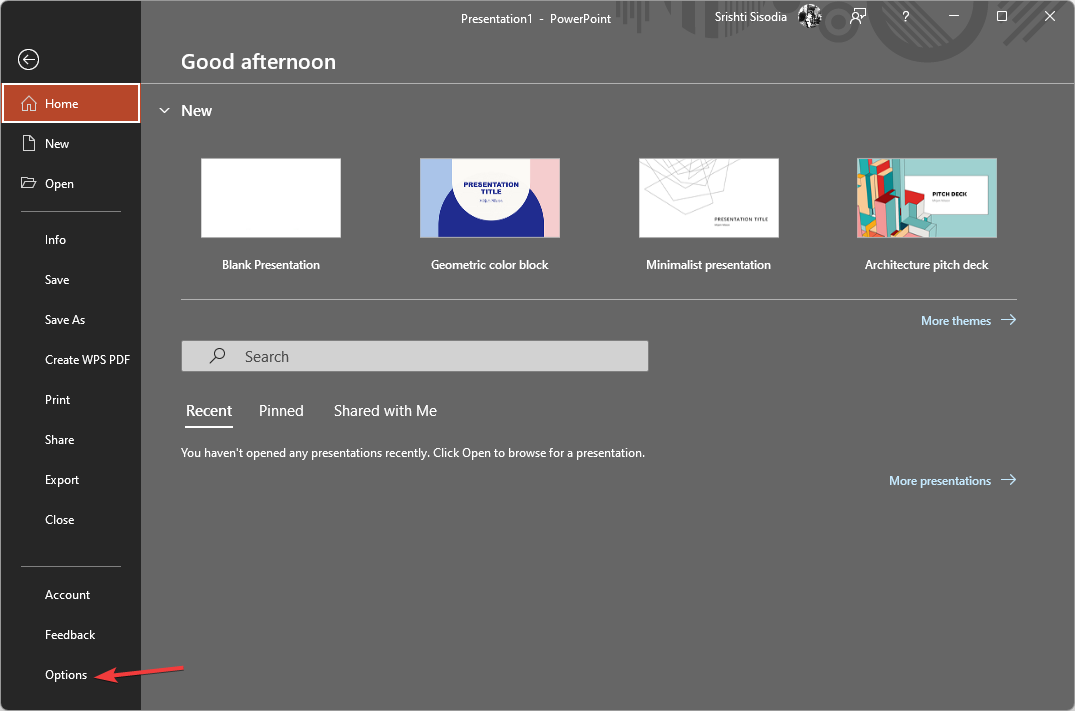 Presentation1 - PowerPoint
Srishti Sisodia
?
Good afternoon
Home
New
Open
Info
Save
Save As
Create WPS PDF
Print
Share
Export
Close
Account
Feedback
Options
New
PRESENTATION
TITLE
Blank Presentation
Geometric color block
PRESENTATION TITLE
Minimalist presentation
PITCH DECK
Architecture pitch deck
More themes
Search
Recent
Pinned
Shared with Me
You haven't opened any presentations recently. Click Open to browse for a presentation.
More presentations